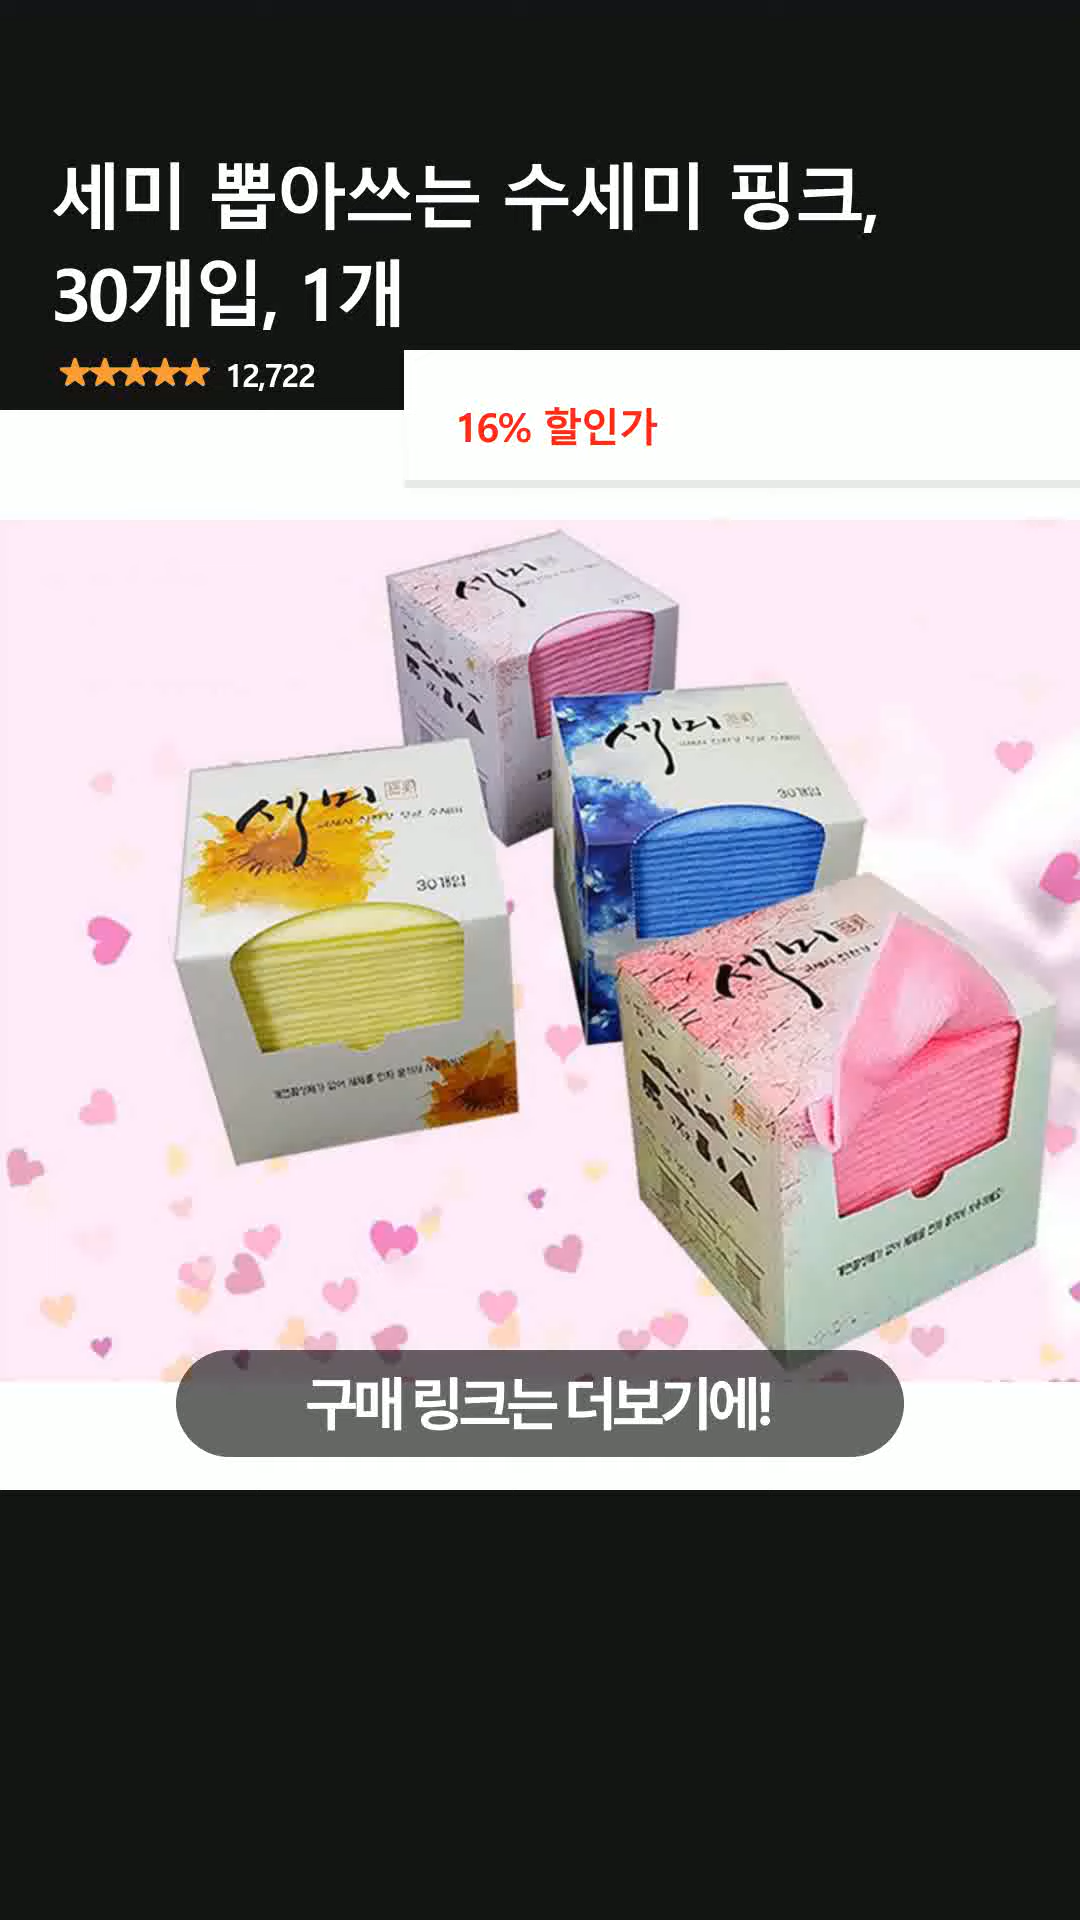 세미 뽑아쓰는 수세미 핑크,
30개입, 1개
12,722
16% 할인가
세미
세미
30개입
세미
30개입
세미
구매 링크는 더보기에!